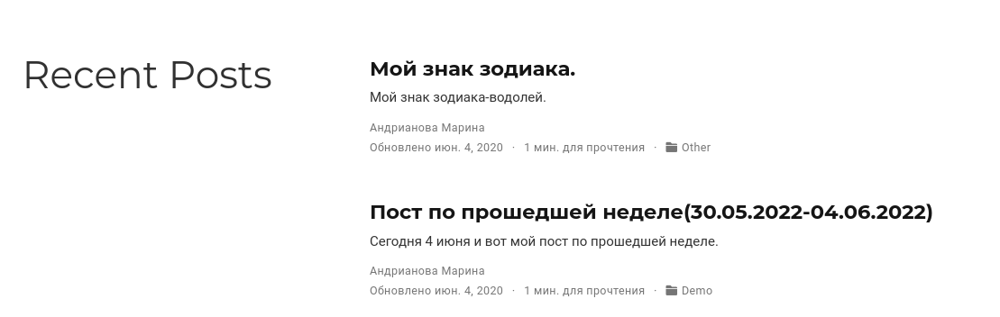 Recent Posts
Мой знак зодиака.
Мой знак зодиака-водолей.
Андрианова Марина
Обновлено июн. 4, 2020 · 1 мин. для прочтения · Other
Пост по прошедшей неделе(30.05.2022-04.06.2022)
Сегодня 4 июня и вот мой пост по прошедшей неделе.
Андрианова Марина
Обновлено июн. 4, 2020 · 1 мин. для прочтения · Demo